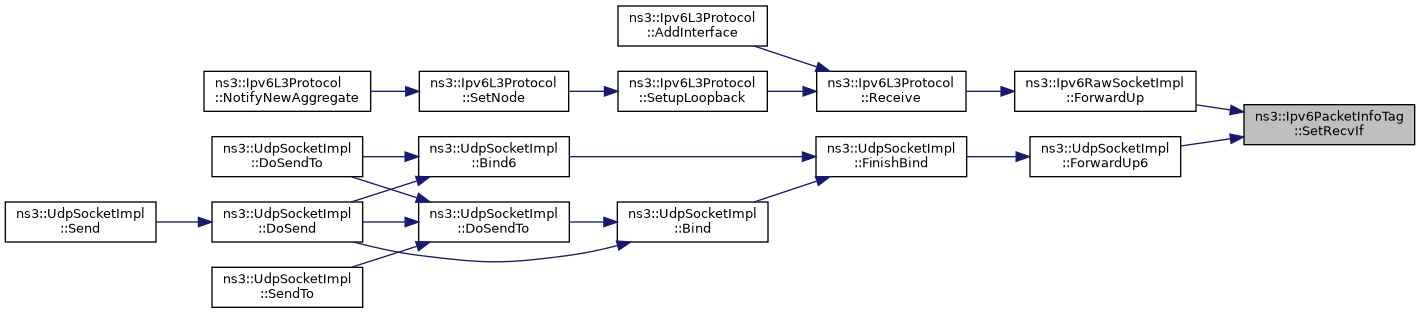 ns3::Ipv6L3Protocol
::AddInterface
ns3::Ipv6L3Protocol
::NotifyNewAggregate
ns3::Ipv6L3Protocol
::SetNode
ns3::Ipv6L3Protocol
::SetupLoopback
ns3::Ipv6L3Protocol
::Receive
ns3::Ipv6RawSocketImpl
::ForwardUp
ns3::Ipv6PacketInfoTag
::SetRecvIf
ns3::UdpSocketImpl
::DoSendTo
ns3::UdpSocketImpl
::Bind6
ns3::UdpSocketImpl
::FinishBind
ns3::UdpSocketImpl
::ForwardUp6
ns3::UdpSocketImpl
::Send
ns3::UdpSocketImpl
::DoSend
ns3::UdpSocketImpl
::DoSendTo
ns3::UdpSocketImpl
::Bind
ns3::UdpSocketImpl
::SendTo